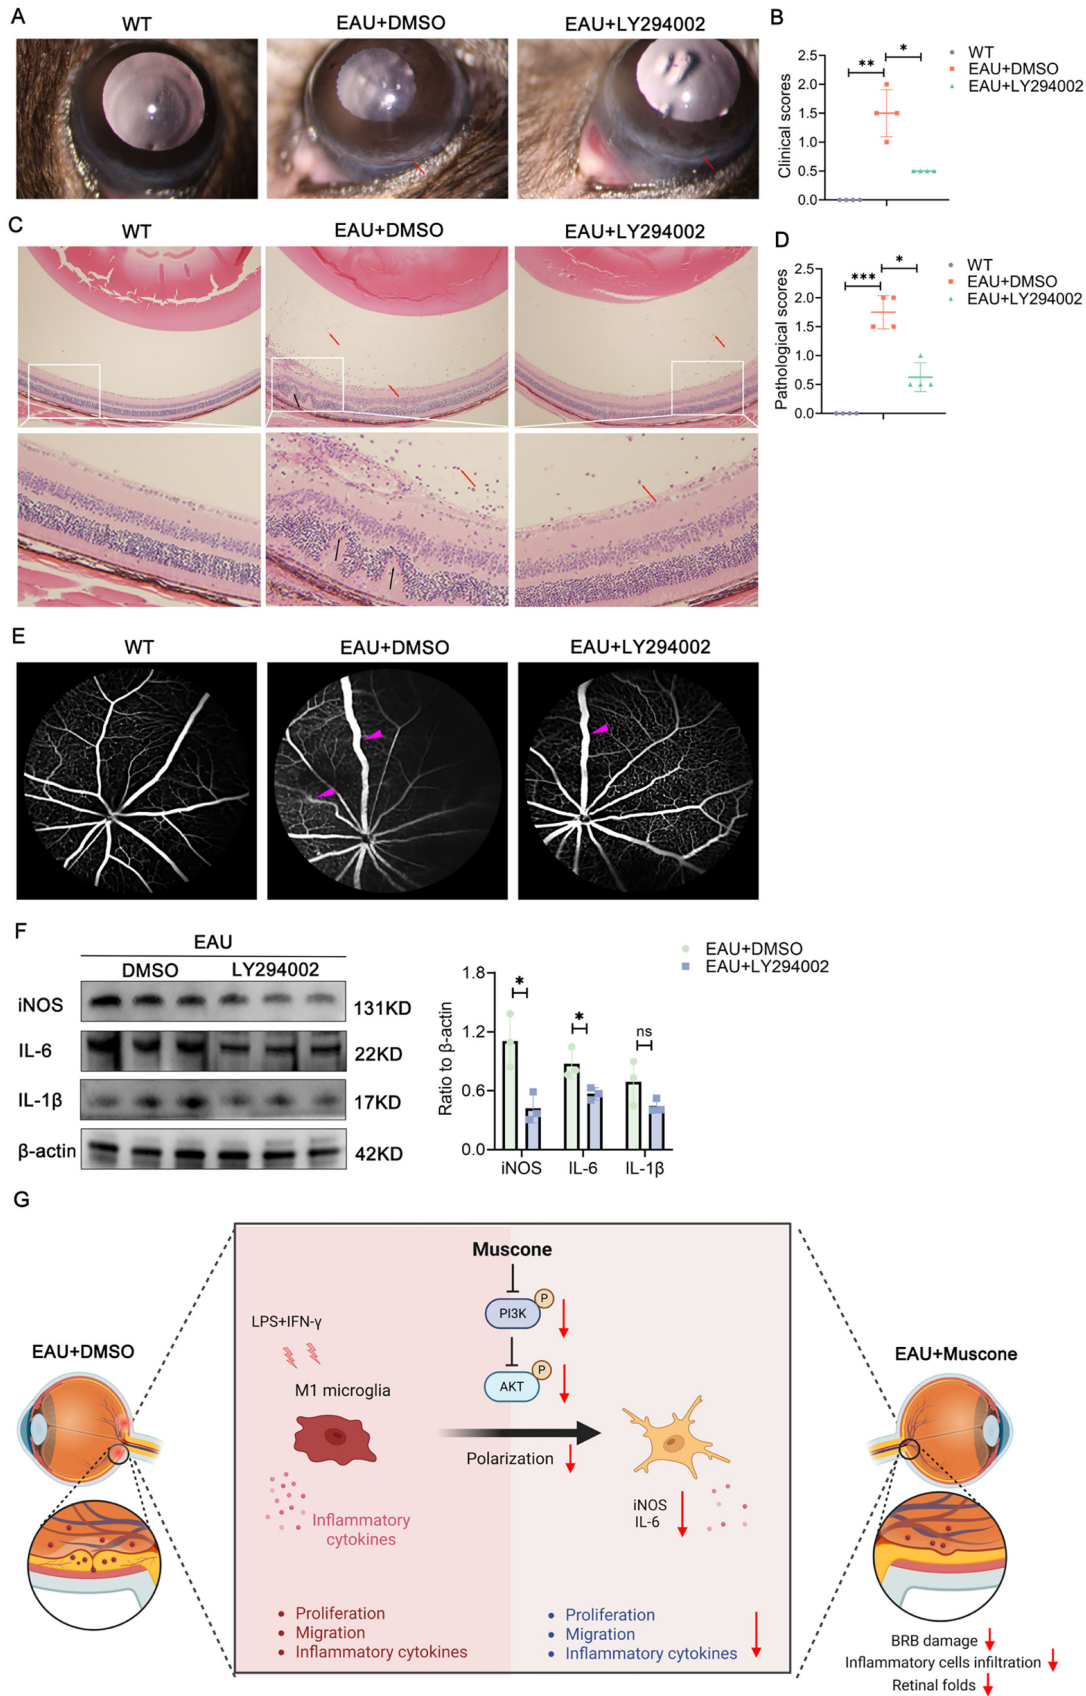 A
WT
EAU+DMSO
EAU+LY294002
B
WT
EAU+DMSO
EAU+LY294002
Clinical scores
2.5
2.0
1.5
1.0
0.5
0.0
**
*
C
WT
EAU+DMSO
EAU+LY294002
D
WT
EAU+DMSO
EAU+LY294002
Pathological scores
2.5
2.0
1.5
1.0
0.5
0.0
***
*
E
WT
EAU+DMSO
EAU+LY294002
F
EAU
DMSO LY294002
iNOS 131KD
IL-6 22KD
IL-1β 17KD
β-actin 42KD
EAU+DMSO
EAU+LY294002
Ratio to β-actin
1.8
1.2
0.6
0.0
*
*
ns
iNOS IL-6 IL-1β
G
EAU+DMSO
Muscone
PI3K P
LPS+IFN-γ
AKT P
M1 microglia
Polarization
Inflammatory
cytokines
iNOS
IL-6
Proliferation
Migration
Inflammatory cytokines
Proliferation
Migration
Inflammatory cytokines
EAU+Muscone
BRB damage
Inflammatory cells infiltration
Retinal folds